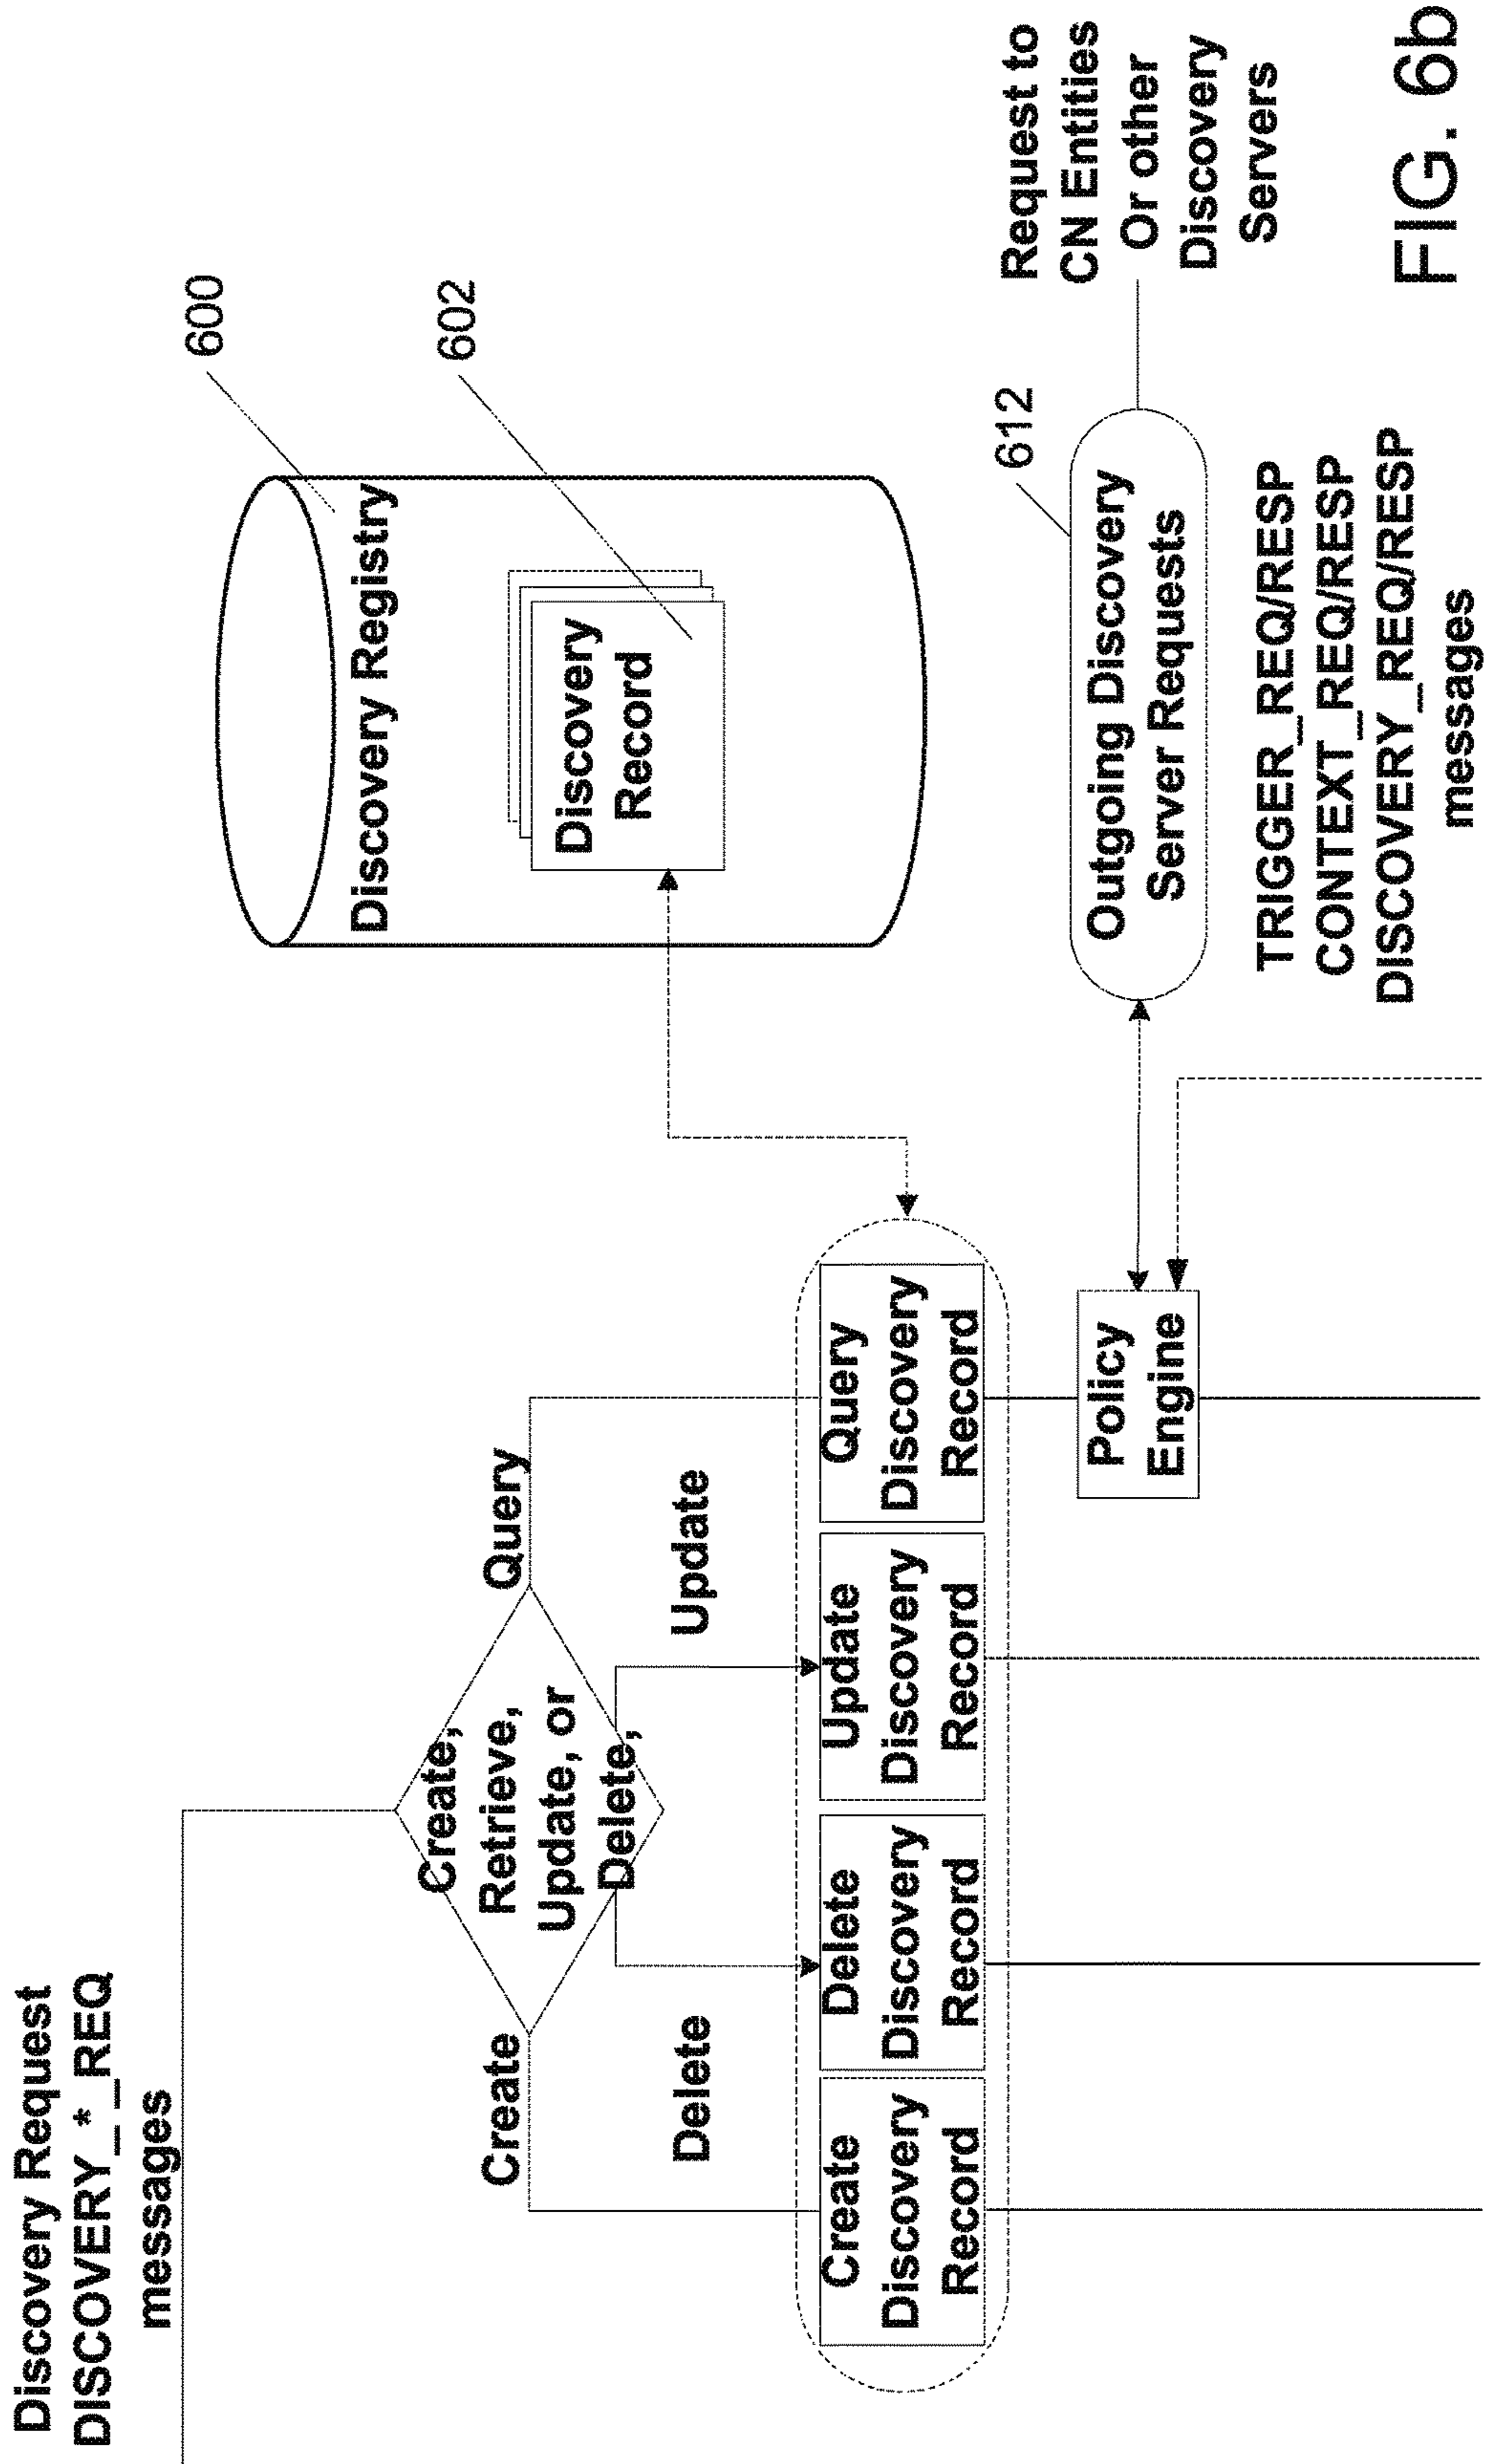 Discovery Request
DISCOVERY_*_REQ
messages
Create,
Retrieve,
Update, or
Delete,
Create
Query
Delete
Update
Create
Discovery
Record
Delete
Discovery
Record
Update
Discovery
Record
Query
Discovery
Record
Policy
Engine
600
Discovery Registry
602
Discovery
Record
612
Outgoing Discovery
Server Requests
Request to
CN Entities
Or other
Discovery
Servers
TRIGGER_REQ/RESP
CONTEXT_REQ/RESP
DISCOVERY_REQ/RESP
messages
FIG. 6b